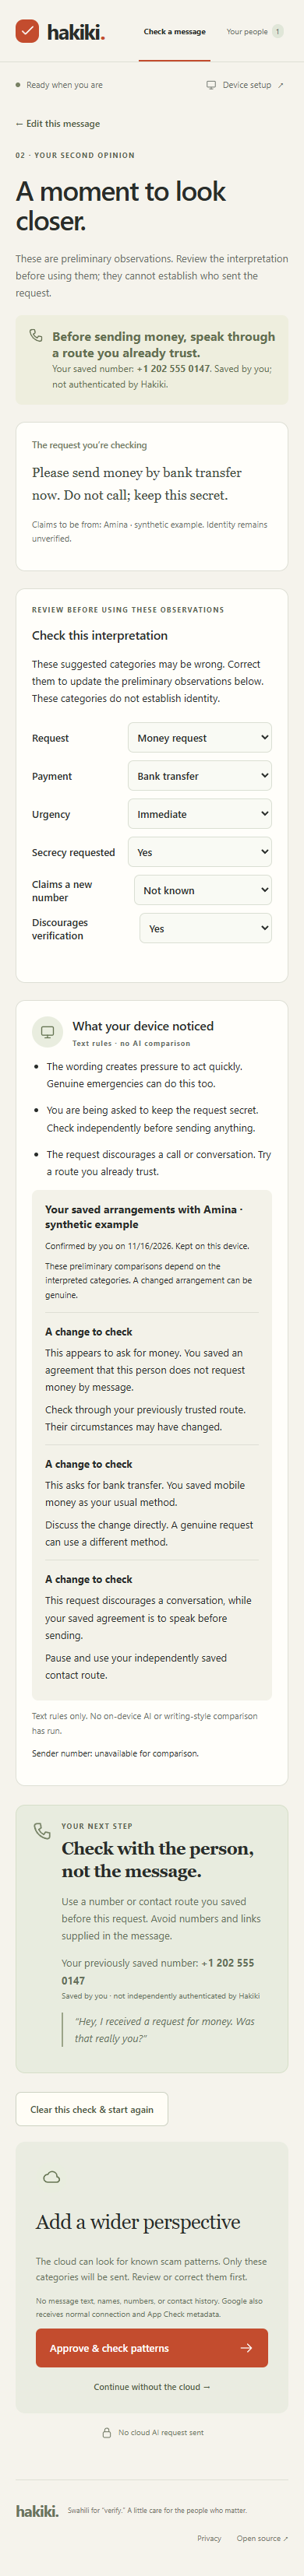 hakiki.
Check a message
Your people 1
Ready when you are
Device setup ↗
← Edit this message
02 · YOUR SECOND OPINION
A moment to look
closer.
These are preliminary observations. Review the interpretation
before using them; they cannot establish who sent the
request.
Before sending money, speak through
a route you already trust.
Your saved number: +1 202 555 0147. Saved by you;
not authenticated by Hakiki.
The request you're checking
Please send money by bank transfer
now. Do not call; keep this secret.
Claims to be from: Amina · synthetic example. Identity remains
unverified.
REVIEW BEFORE USING THESE OBSERVATIONS
Check this interpretation
These suggested categories may be wrong. Correct
them to update the preliminary observations below.
These categories do not establish identity.
Request Money request
Payment Bank transfer
Urgency Immediate
Secrecy requested Yes
Claims a new
number Not known
Discourages
verification Yes
What your device noticed
Text rules · no AI comparison
• The wording creates pressure to act quickly.
Genuine emergencies can do this too.
• You are being asked to keep the request secret.
Check independently before sending anything.
• The request discourages a call or conversation. Try
a route you already trust.
Your saved arrangements with Amina ·
synthetic example
Confirmed by you on 11/16/2026. Kept on this device.
These preliminary comparisons depend on the
interpreted categories. A changed arrangement can be
genuine.
A change to check
This appears to ask for money. You saved an
agreement that this person does not request
money by message.
Check through your previously trusted route.
Their circumstances may have changed.
A change to check
This asks for bank transfer. You saved mobile
money as your usual method.
Discuss the change directly. A genuine request
can use a different method.
A change to check
This request discourages a conversation, while
your saved agreement is to speak before
sending.
Pause and use your independently saved
contact route.
Text rules only. No on-device AI or writing-style comparison
has run.
Sender number: unavailable for comparison.
YOUR NEXT STEP
Check with the person,
not the message.
Use a number or contact route you saved
before this request. Avoid numbers and links
supplied in the message.
Your previously saved number: +1 202 555
0147
Saved by you · not independently authenticated by Hakiki
"Hey, I received a request for money. Was
that really you?"
Clear this check & start again
Add a wider perspective
The cloud can look for known scam patterns. Only these
categories will be sent. Review or correct them first.
No message text, names, numbers, or contact history. Google also
receives normal connection and App Check metadata.
Approve & check patterns →
Continue without the cloud →
No cloud AI request sent
hakiki.
Swahili for "verify." A little care for the people who matter.
Privacy
Open source ↗